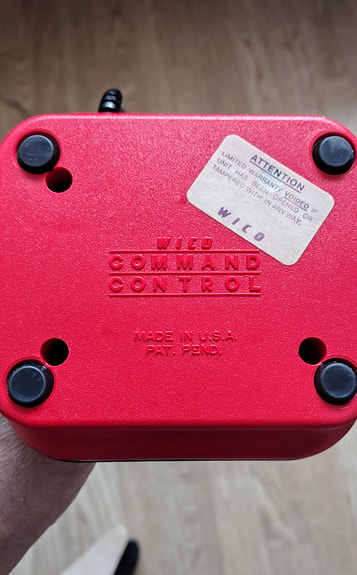 ATTENTION
LIMITED WARRANTY VOIDED IF
UNIT HAS BEEN OPENED OR
TAMPERED WITH IN ANY WAY.
WICO
WICO
COMMAND
CONTROL
MADE IN U.S.A.
PAT. PEND.